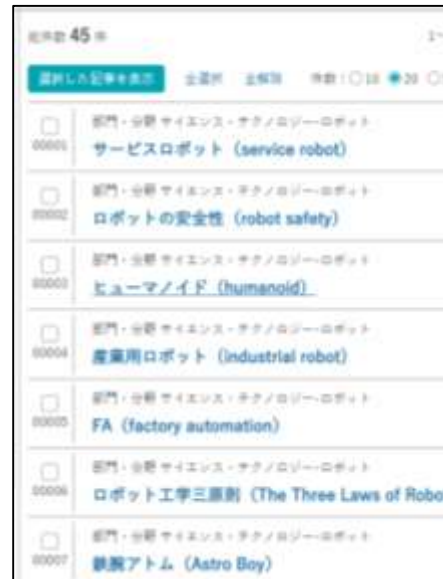 総件数 45 件 1~
選択した記事を表示 全選択 全解除 件数：10 20
部門・分野 サイエンス・テクノロジー-ロボット
00001
サービスロボット（service robot）
部門・分野 サイエンス・テクノロジー-ロボット
00002
ロボットの安全性（robot safety）
部門・分野 サイエンス・テクノロジー-ロボット
00003
ヒューマノイド（humanoid）
部門・分野 サイエンス・テクノロジー-ロボット
00004
産業用ロボット（industrial robot）
部門・分野 サイエンス・テクノロジー-ロボット
00005
FA（factory automation）
部門・分野 サイエンス・テクノロジー-ロボット
00006
ロボット工学三原則（The Three Laws of Robo
部門・分野 サイエンス・テクノロジー-ロボット
00007
鉄腕アトム（Astro Boy）